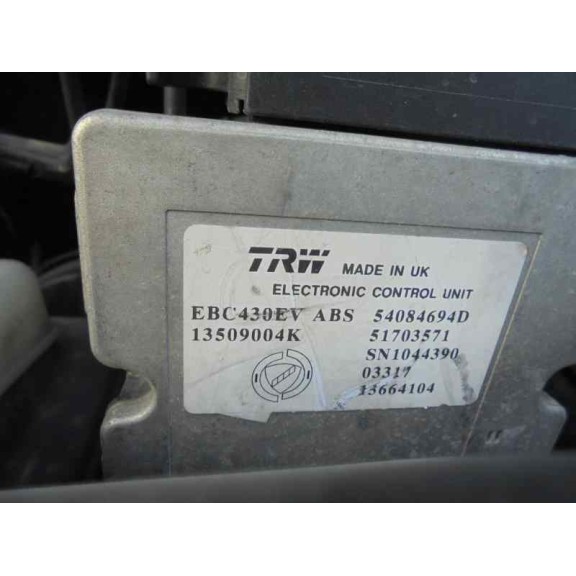 TRW MADE IN UK
ELECTRONIC CONTROL UNIT
EBC430EV ABS 54084694D
13509004K 51703571
SN1044390
03317
13664104